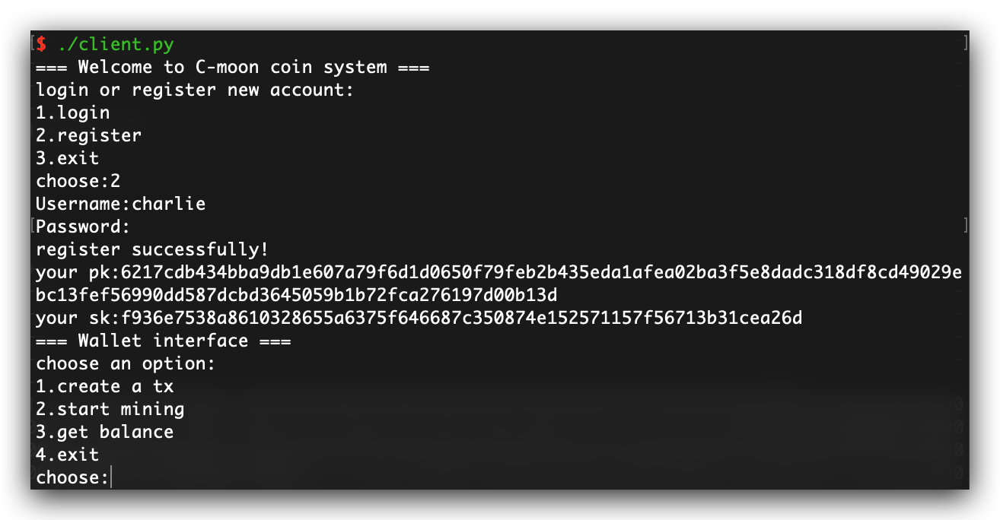 $ ./client.py
=== Welcome to C-moon coin system ===
login or register new account:
1.login
2.register
3.exit
choose:2
Username:charlie
Password:
register successfully!
your pk:6217cdb434bba9db1e607a79f6d1d0650f79feb2b435eda1afea02ba3f5e8dadc318df8cd49029e
bc13fef56990dd587dcbd3645059b1b72fca276197d00b13d
your sk:f936e7538a8610328655a6375f646687c350874e152571157f56713b31cea26d
=== Wallet interface ===
choose an option:
1.create a tx
2.start mining
3.get balance
4.exit
choose: